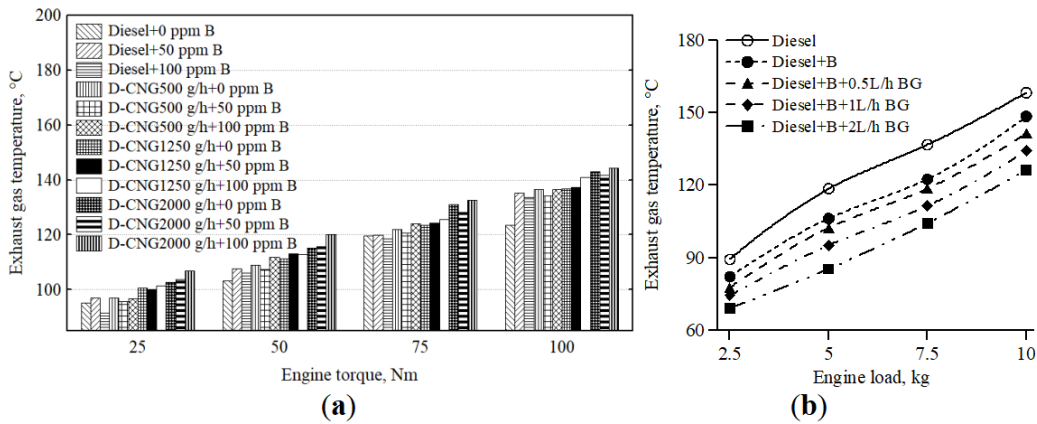 200
180
160
140
120
100
Exhaust gas temperature, °C
Diesel+0 ppm B
Diesel+50 ppm B
Diesel+100 ppm B
D-CNG500 g/h+0 ppm B
D-CNG500 g/h+50 ppm B
D-CNG500 g/h+100 ppm B
D-CNG1250 g/h+0 ppm B
D-CNG1250 g/h+50 ppm B
D-CNG1250 g/h+100 ppm B
D-CNG2000 g/h+0 ppm B
D-CNG2000 g/h+50 ppm B
D-CNG2000 g/h+100 ppm B
25 50 75 100
Engine torque, Nm
(a)
180
150
120
90
60
Exhaust gas temperature, °C
Diesel
Diesel+B
Diesel+B+0.5L/h BG
Diesel+B+1L/h BG
Diesel+B+2L/h BG
2.5 5 7.5 10
Engine load, kg
(b)